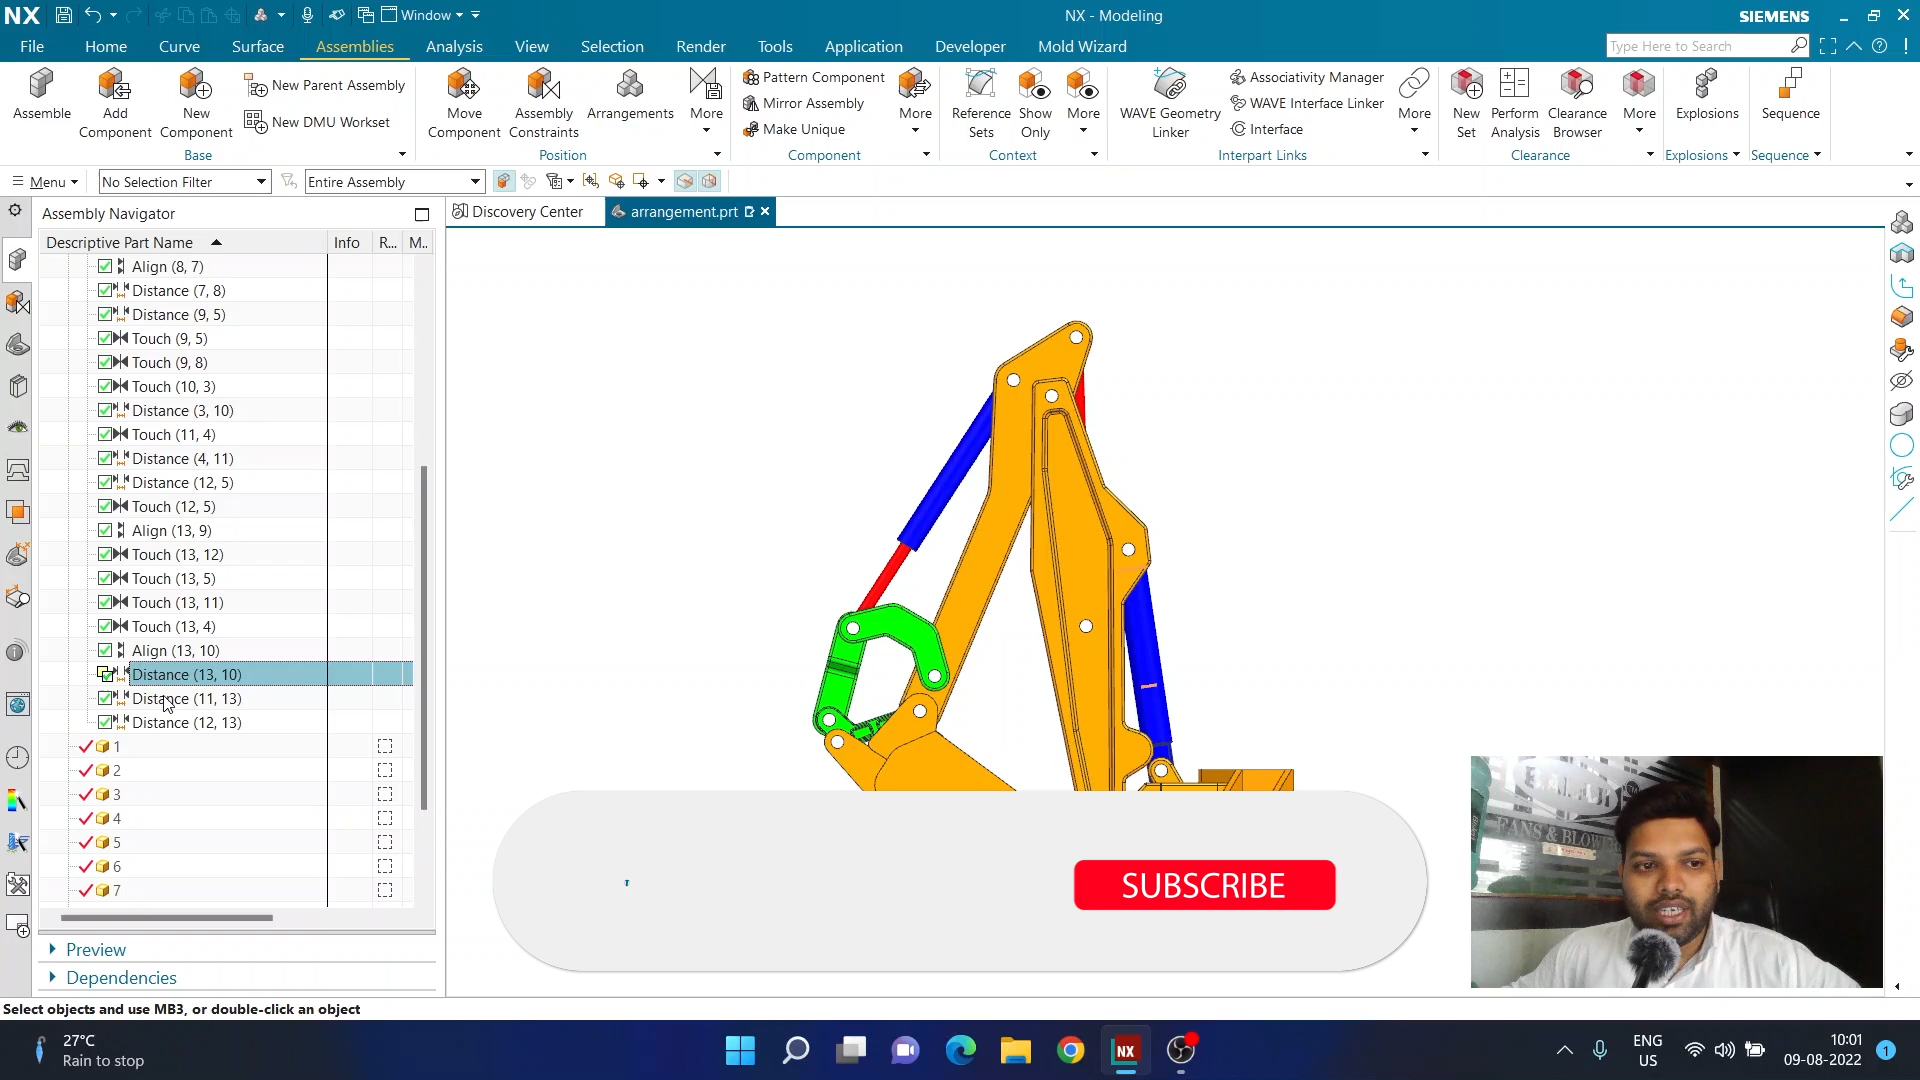 NX
Window
NX - Modeling
SIEMENS
File
Home
Curve
Surface
Assemblies
Analysis
View
Selection
Render
Tools
Application
Developer
Mold Wizard
Type Here to Search
Assemble
Add
Component
New
Component
New Parent Assembly
New DMU Workset
Base
Move
Component
Assembly
Constraints
Arrangements
More
Position
Pattern Component
Mirror Assembly
Make Unique
More
Component
Reference
Sets
Show
Only
More
Context
WAVE Geometry
Linker
Associativity Manager
WAVE Interface Linker
Interface
More
Interpart Links
New
Set
Perform
Analysis
Clearance
Browser
More
Clearance
Explosions
Explosions
Sequence
Sequence
Menu
No Selection Filter
Entire Assembly
Assembly Navigator
Discovery Center
arrangement.prt
Descriptive Part Name
Info
R...
M..
Align (8, 7)
Distance (7, 8)
Distance (9, 5)
Touch (9, 5)
Touch (9, 8)
Touch (10, 3)
Distance (3, 10)
Touch (11, 4)
Distance (4, 11)
Distance (12, 5)
Touch (12, 5)
Align (13, 9)
Touch (13, 12)
Touch (13, 5)
Touch (13, 11)
Touch (13, 4)
Align (13, 10)
Distance (13, 10)
Distance (11, 13)
Distance (12, 13)
1
2
3
4
5
6
7
Preview
Dependencies
SUBSCRIBE
FANS & BLOWE
Select objects and use MB3, or double-click an object
27°C
Rain to stop
NX
ENG
US
10:01
09-08-2022
1